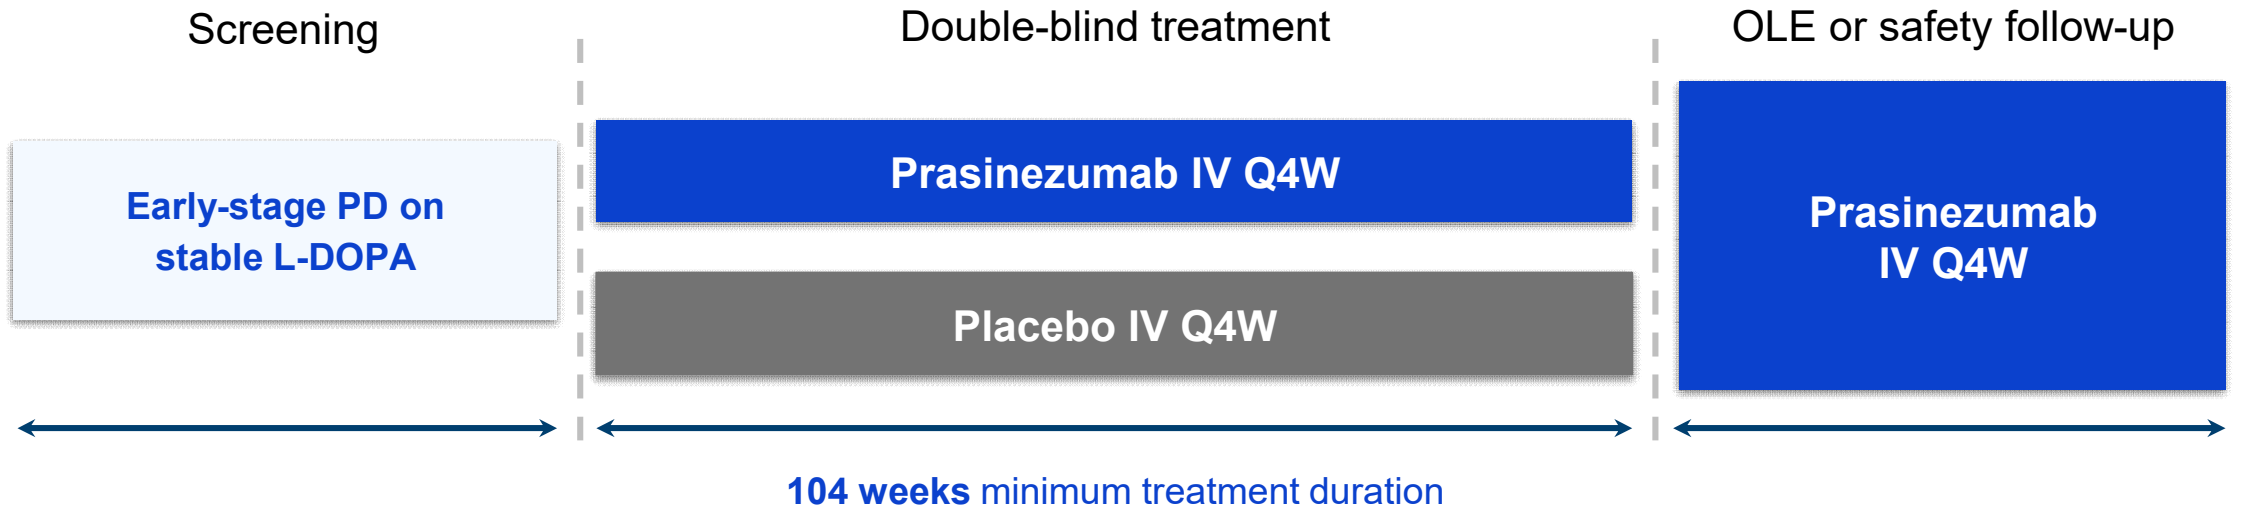 Screening
Double-blind treatment
OLE or safety follow-up
Early-stage PD on
stable L-DOPA
Prasinezumab IV Q4W
Placebo IV Q4W
Prasinezumab
IV Q4W
104 weeks minimum treatment duration